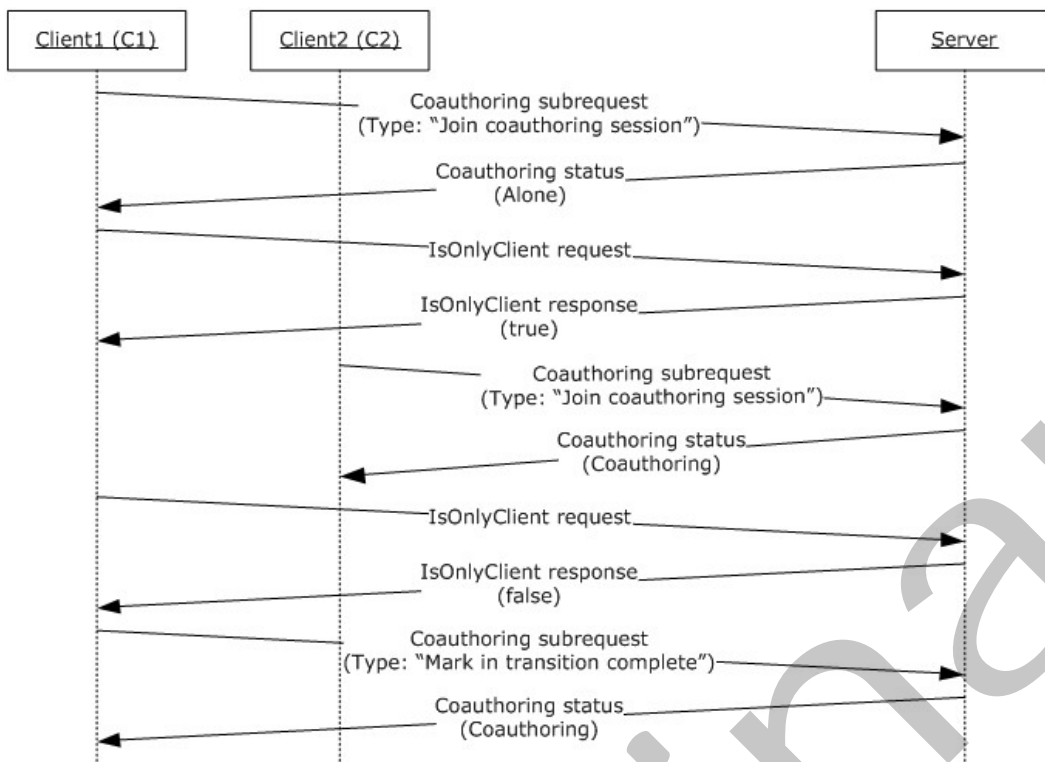 Client1 (C1)
Client2 (C2)
Server
Coauthoring subrequest
(Type: “Join coauthoring session”)
Coauthoring status
(Alone)
IsOnlyClient request
IsOnlyClient response
(true)
Coauthoring subrequest
(Type: “Join coauthoring session”)
Coauthoring status
(Coauthoring)
IsOnlyClient request
IsOnlyClient response
(false)
Coauthoring subrequest
(Type: “Mark in transition complete”)
Coauthoring status
(Coauthoring)